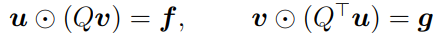 𝒖 ⊙ (Q𝒗) = 𝒇,  𝒗 ⊙ (Q⊤𝒖) = 𝒈